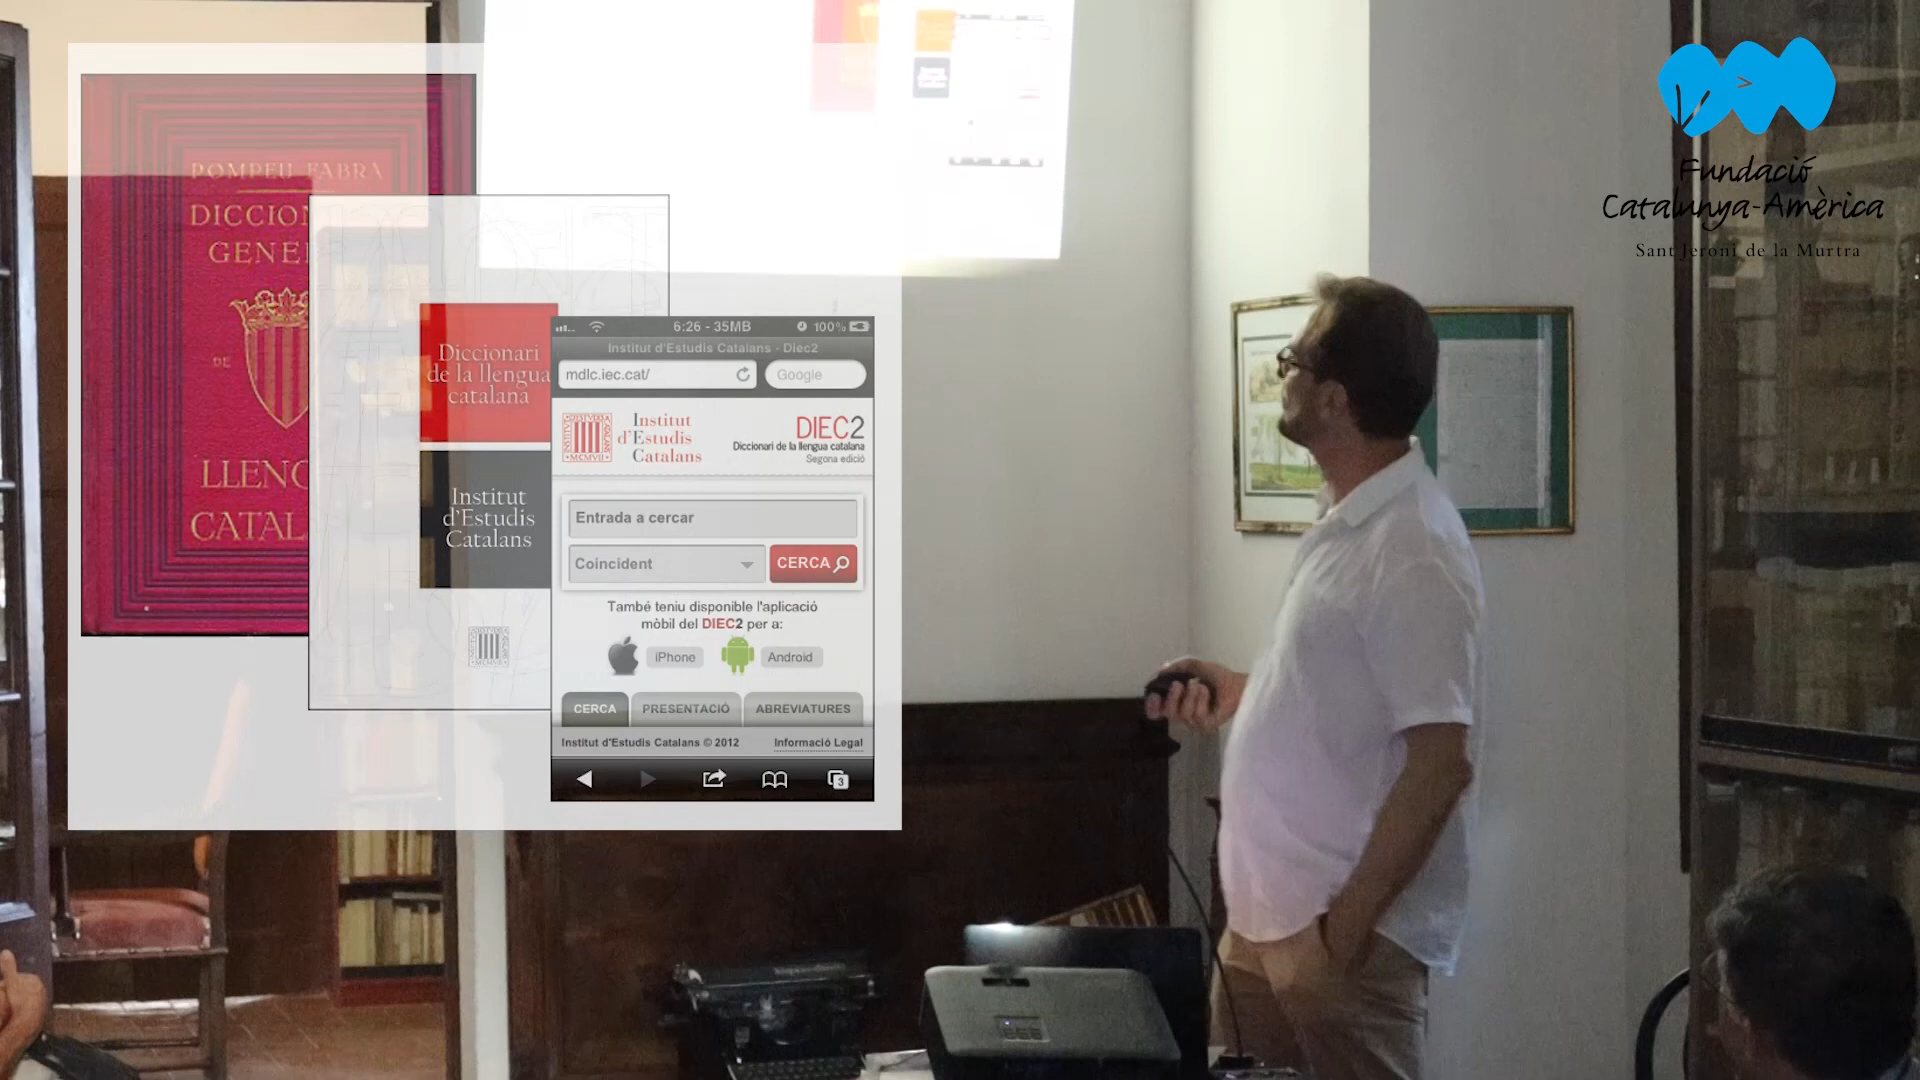 POMPEU FABRA
DICCION
GENE
DE
LLENG
CATAL
Diccionari
de la llengua
catalana
Institut
d'Estudis
Catalans
6:26 - 35MB
100%
Institut d'Estudis Catalans - Diec2
mdlc.iec.cat/
Google
Institut
d'Estudis
Catalans
DIEC2
Diccionari de la llengua catalana
Segona edició
Entrada a cercar
Coincident
CERCA
També teniu disponible l'aplicació
mòbil del DIEC2 per a:
iPhone
Android
CERCA
PRESENTACIÓ
ABREVIATURES
Institut d'Estudis Catalans © 2012
Informació Legal
3
Fundació
Catalunya-Amèrica
Sant Jeroni de la Murtra